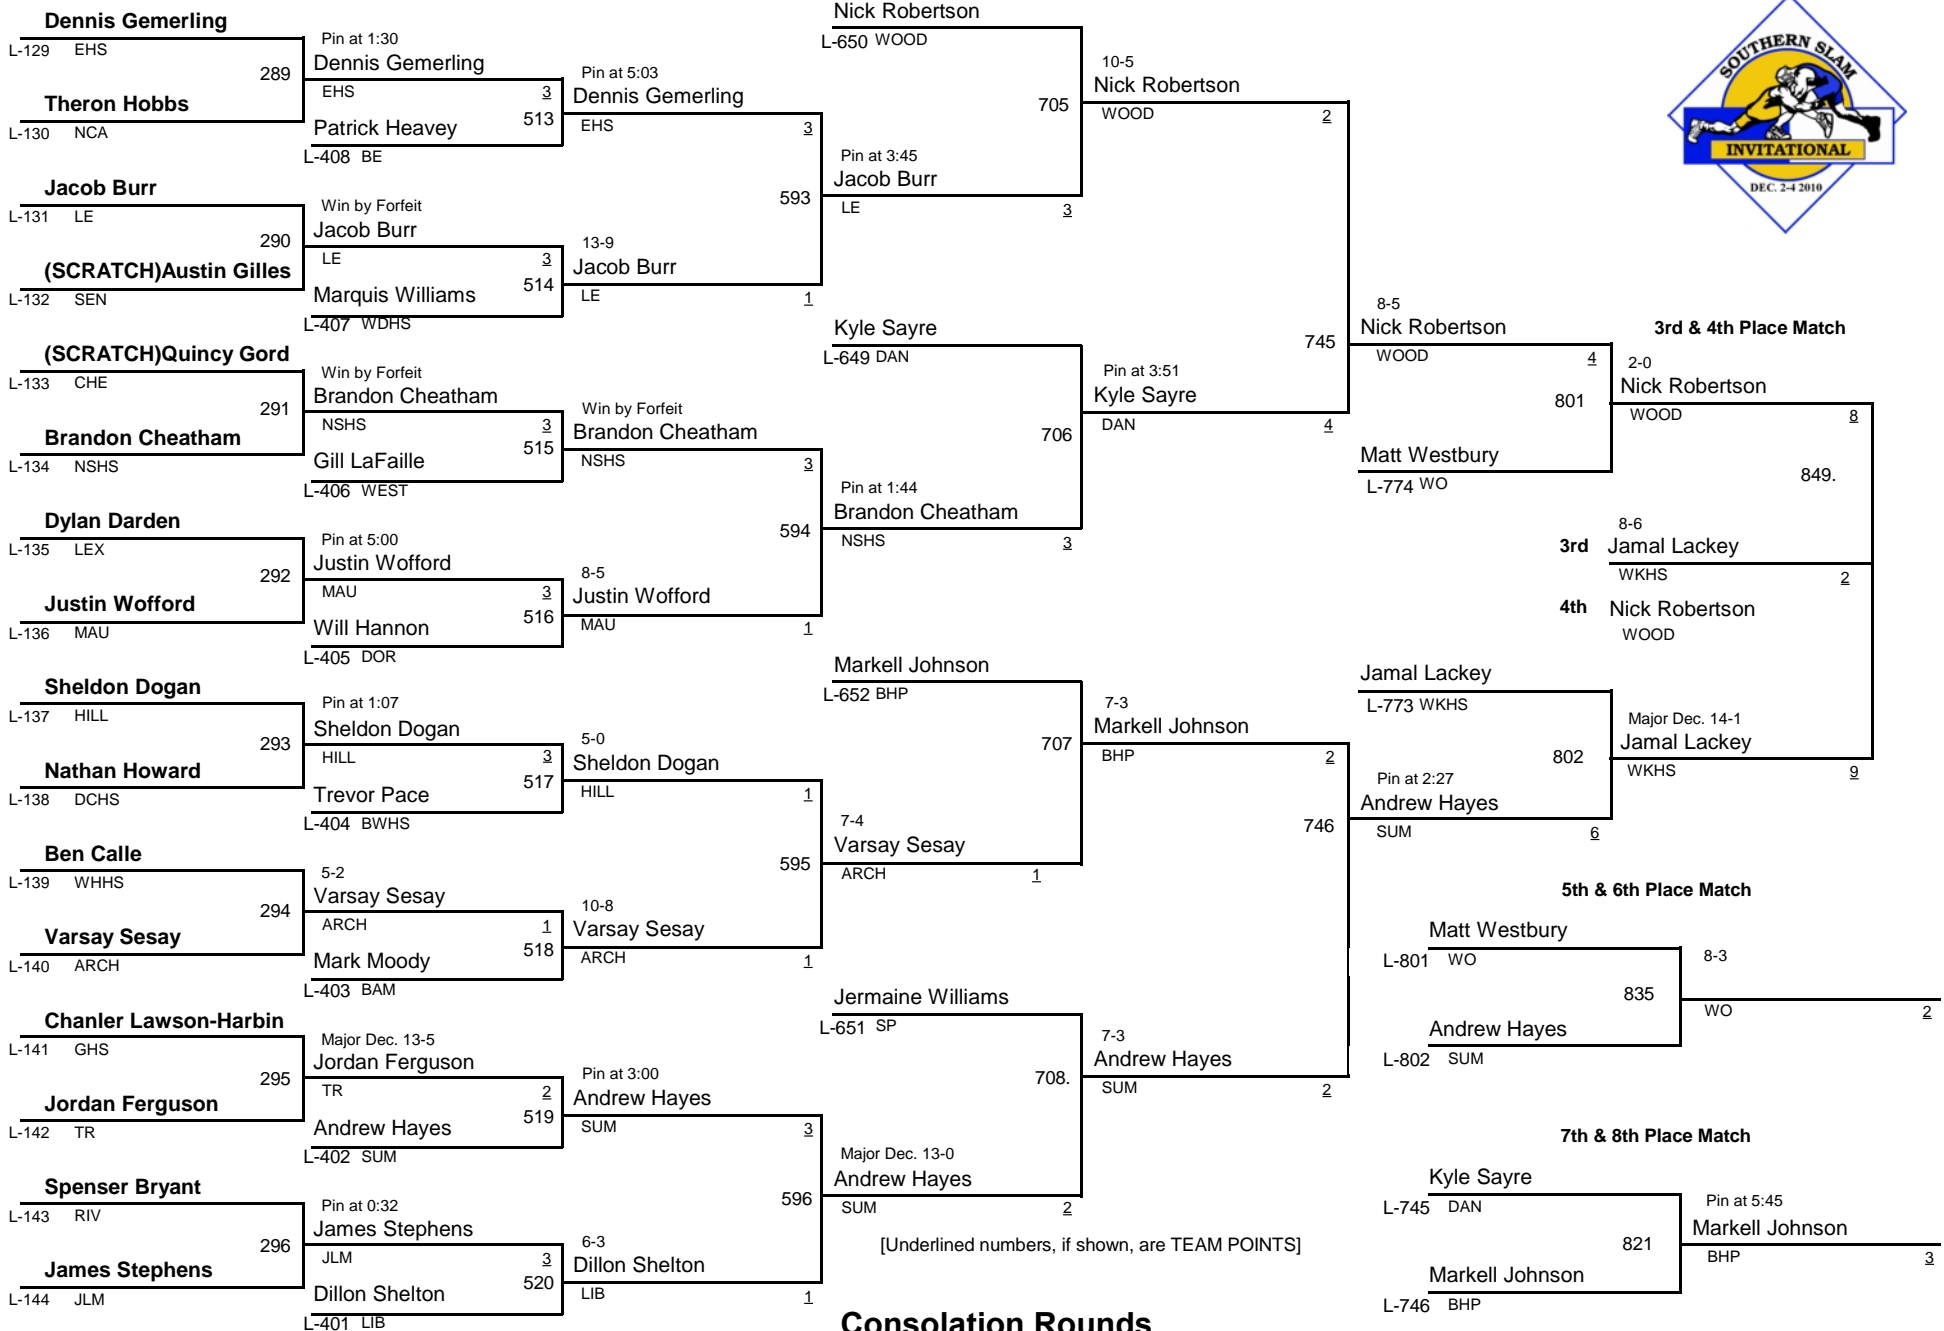 Dennis Gemerling
L-129 EHS
289
Theron Hobbs
L-130 NCA
Jacob Burr
L-131 LE
290
(SCRATCH)Austin Gilles
L-132 SEN
(SCRATCH)Quincy Gord
L-133 CHE
291
Brandon Cheatham
L-134 NSHS
Dylan Darden
L-135 LEX
292
Justin Wofford
L-136 MAU
Sheldon Dogan
L-137 HILL
293
Nathan Howard
L-138 DCHS
Ben Calle
L-139 WHHS
294
Varsay Sesay
L-140 ARCH
Chanler Lawson-Harbin
L-141 GHS
295
Jordan Ferguson
L-142 TR
Spenser Bryant
L-143 RIV
296
James Stephens
L-144 JLM
Pin at 1:30
Dennis Gemerling
EHS 3
513
Patrick Heavey
L-408 BE
Win by Forfeit
Jacob Burr
LE 3
514
Marquis Williams
L-407 WDHS
Win by Forfeit
Brandon Cheatham
NSHS 3
515
Gill LaFaille
L-406 WEST
Pin at 5:00
Justin Wofford
MAU 3
516
Will Hannon
L-405 DOR
Pin at 1:07
Sheldon Dogan
HILL 3
517
Trevor Pace
L-404 BWHS
5-2
Varsay Sesay
ARCH 1
518
Mark Moody
L-403 BAM
Major Dec. 13-5
Jordan Ferguson
TR 2
519
Andrew Hayes
L-402 SUM
Pin at 0:32
James Stephens
JLM 3
520
Dillon Shelton
L-401 LIB
Pin at 5:03
Dennis Gemerling
EHS 3
593
13-9
Jacob Burr
LE 1
Win by Forfeit
Brandon Cheatham
NSHS 3
594
8-5
Justin Wofford
MAU 1
5-0
Sheldon Dogan
HILL 1
595
10-8
Varsay Sesay
ARCH 1
Pin at 3:00
Andrew Hayes
SUM 3
596
6-3
Dillon Shelton
LIB 1
Nick Robertson
L-650 WOOD
705
Pin at 3:45
Jacob Burr
LE 3
Kyle Sayre
L-649 DAN
706
Pin at 1:44
Brandon Cheatham
NSHS 3
Markell Johnson
L-652 BHP
707
7-4
Varsay Sesay
ARCH 1
Jermaine Williams
L-651 SP
708.
Major Dec. 13-0
Andrew Hayes
SUM 2
10-5
Nick Robertson
WOOD 2
745
Pin at 3:51
Kyle Sayre
DAN 4
7-3
Markell Johnson
BHP 2
746
7-3
Andrew Hayes
SUM 2
8-5
Nick Robertson
WOOD 4
801
Matt Westbury
L-774 WO
Jamal Lackey
L-773 WKHS
802
Pin at 2:27
Andrew Hayes
SUM 6
3rd & 4th Place Match
2-0
Nick Robertson
WOOD 8
849.
8-6
3rd Jamal Lackey
WKHS 2
4th Nick Robertson
WOOD
Major Dec. 14-1
Jamal Lackey
WKHS 9
5th & 6th Place Match
Matt Westbury
L-801 WO
835
8-3
WO 2
Andrew Hayes
L-802 SUM
7th & 8th Place Match
Kyle Sayre
L-745 DAN
821
Pin at 5:45
Markell Johnson
BHP 3
Markell Johnson
L-746 BHP
[Underlined numbers, if shown, are TEAM POINTS]
Consolation Rounds
SOUTHERN SLAM
INVITATIONAL
DEC. 2-4 2010